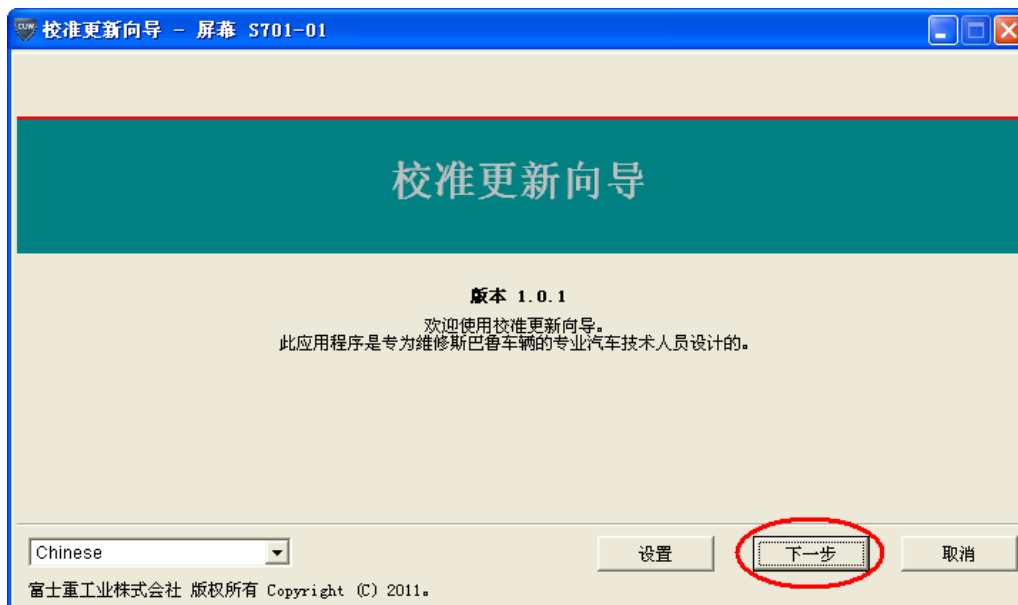 CUW 校准更新向导 - 屏幕 S701-01
校准更新向导
版本 1.0.1
欢迎使用校准更新向导。
此应用程序是专为维修斯巴鲁车辆的专业汽车技术人员设计的。
Chinese 设置 下一步 取消
富士重工业株式会社 版权所有 Copyright (C) 2011。